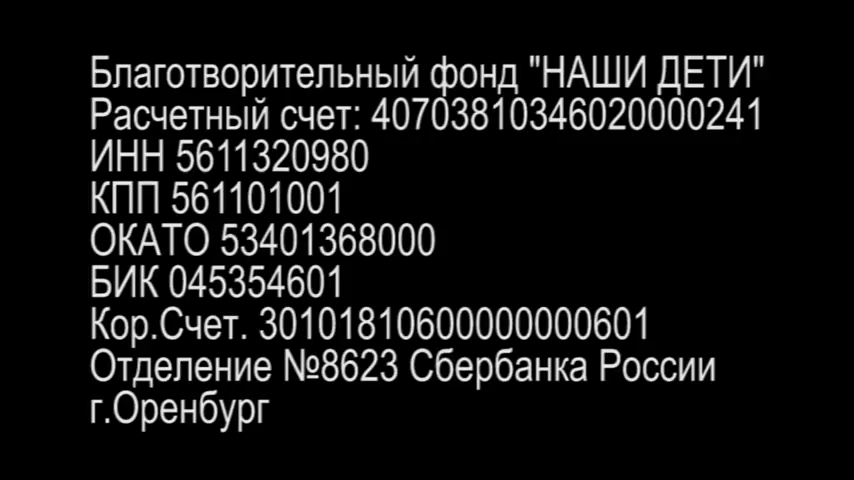 Благотворительный фонд "НАШИ ДЕТИ"
Расчетный счет: 40703810346020000241
ИНН 5611320980
КПП 561101001
ОКАТО 53401368000
БИК 045354601
Кор.Счет. 30101810600000000601
Отделение №8623 Сбербанка России
г.Оренбург